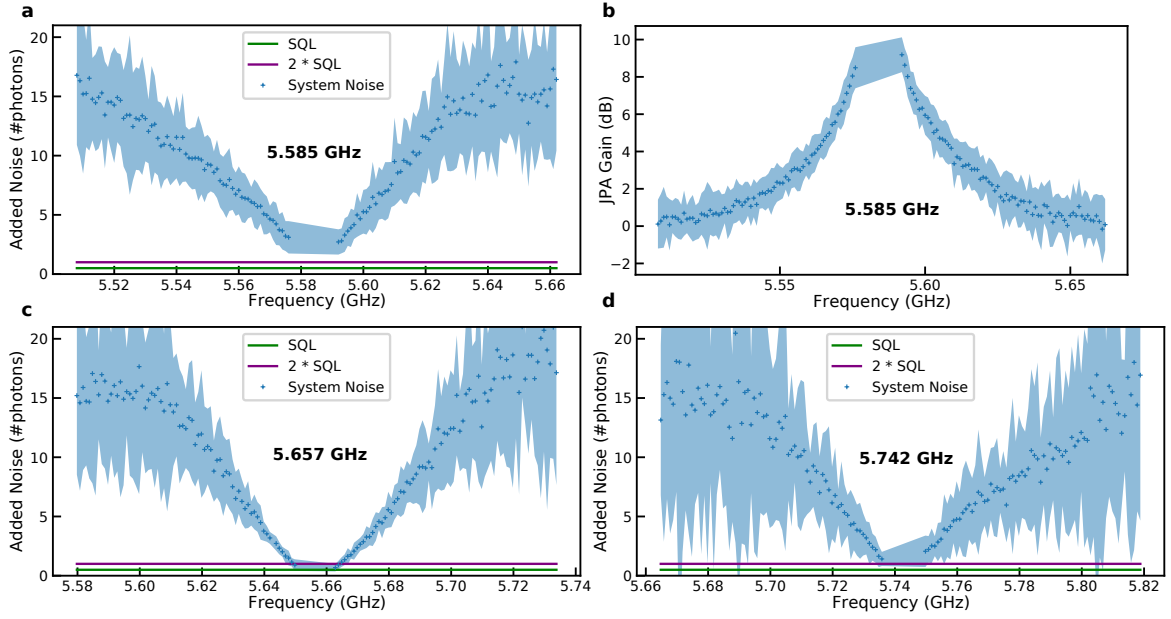 a
Added Noise (#photons)
20
15
10
5
0
SQL
2 * SQL
System Noise
5.585 GHz
5.52 5.54 5.56 5.58 5.60 5.62 5.64 5.66
Frequency (GHz)
b
JPA Gain (dB)
10
8
6
4
2
0
−2
5.585 GHz
5.55 5.60 5.65
Frequency (GHz)
c
Added Noise (#photons)
20
15
10
5
0
SQL
2 * SQL
System Noise
5.657 GHz
5.58 5.60 5.62 5.64 5.66 5.68 5.70 5.72 5.74
Frequency (GHz)
d
Added Noise (#photons)
20
15
10
5
0
SQL
2 * SQL
System Noise
5.742 GHz
5.66 5.68 5.70 5.72 5.74 5.76 5.78 5.80 5.82
Frequency (GHz)